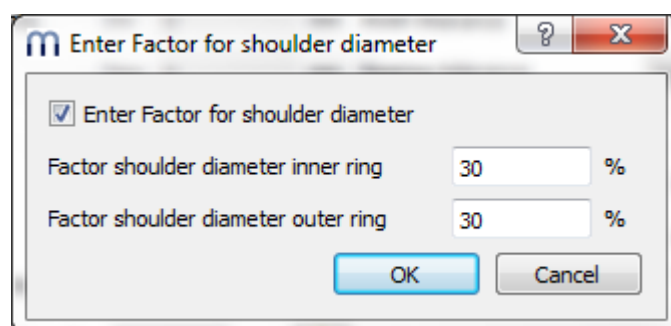 Enter Factor for shoulder diameter
Enter Factor for shoulder diameter
Factor shoulder diameter inner ring 30 %
Factor shoulder diameter outer ring 30 %
OK Cancel